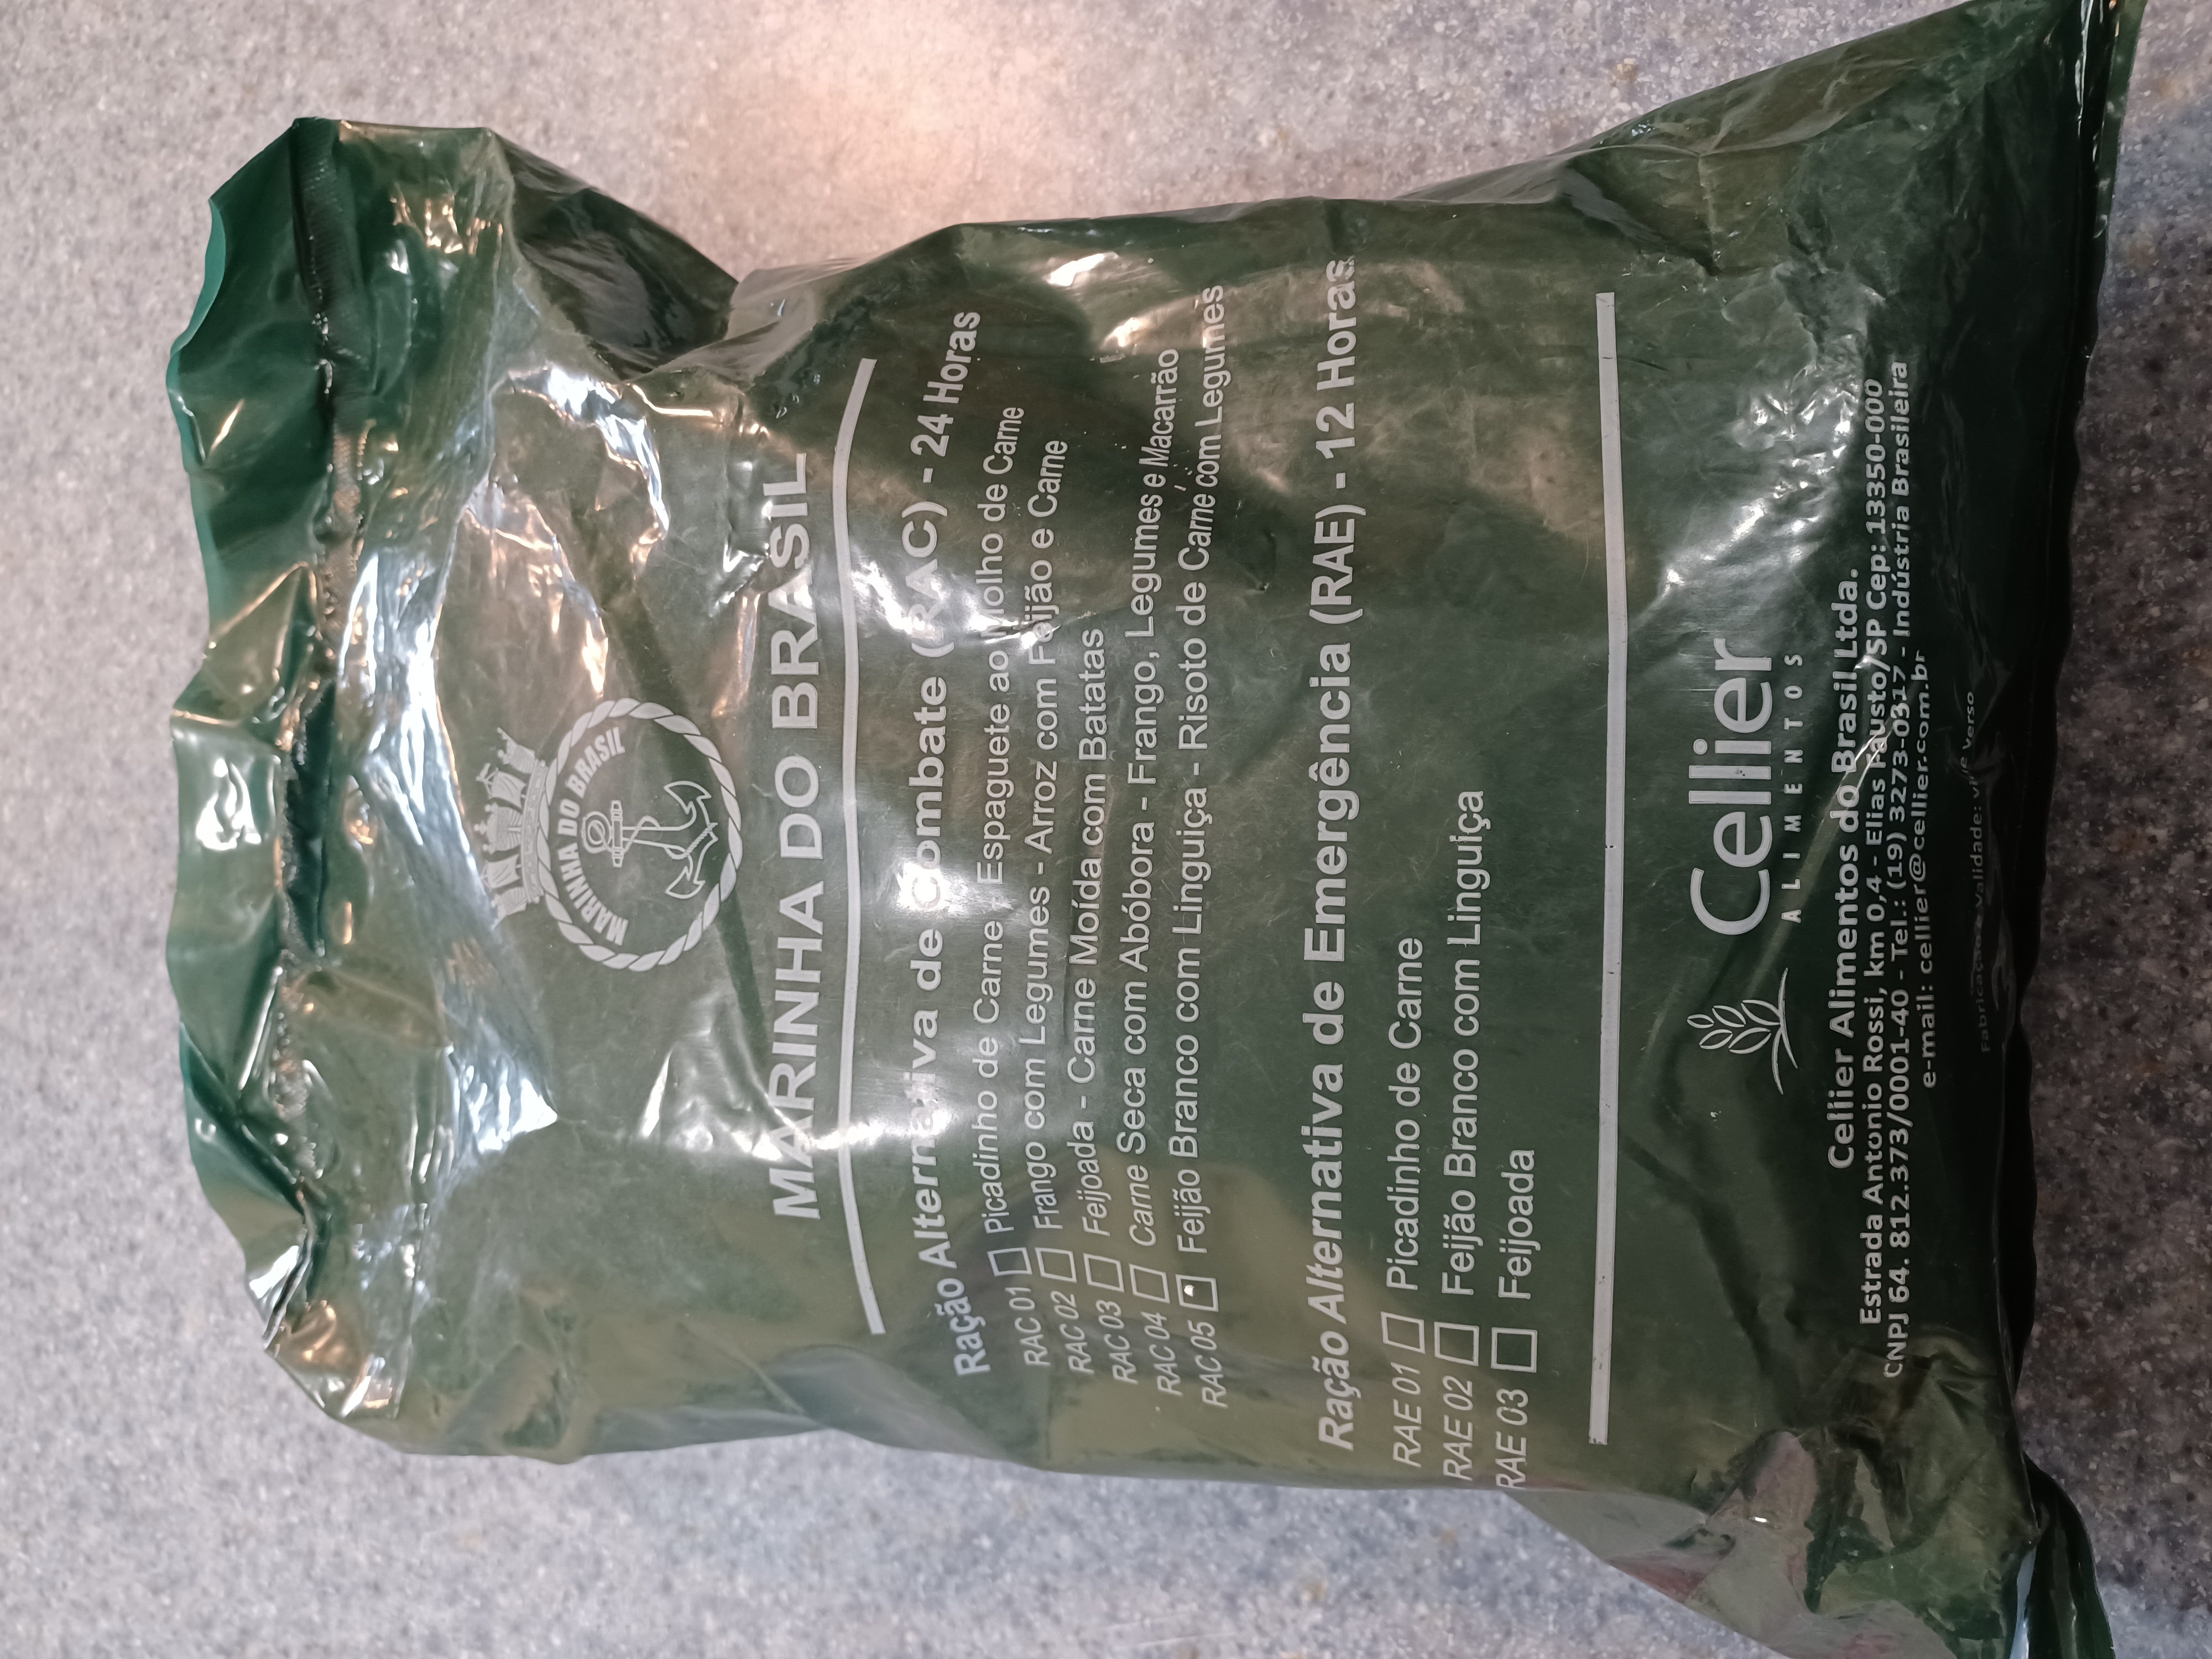 MARINHA DO BRASIL
MARINHA DO BRASIL
Ração Alternativa de Combate (RAC) - 24 Horas
RAC 01 Picadinho de Carne Espaguete ao Molho de Carne
RAC 02 Frango com Legumes - Arroz com Feijão e Carne
RAC 03 Feijoada - Carne Moída com Batatas
RAC 04 Carne Seca com Abóbora - Frango, Legumes e Macarrão
RAC 05 Feijão Branco com Linguiça - Risoto de Carne com Legumes
Ração Alternativa de Emergência (RAE) - 12 Horas
RAE 01 Picadinho de Carne
RAE 02 Feijão Branco com Linguiça
RAE 03 Feijoada
Cellier
ALIMENTOS
Cellier Alimentos do Brasil Ltda.
Estrada Antonio Rossi, km 0,4 - Elias Fausto/SP Cep: 13350-000
CNPJ 64. 812.373/0001-40 - Tel.: (19) 3273-0317 - Indústria Brasileira
e-mail: cellier@cellier.com.br
Fabricação e Validade: vide verso